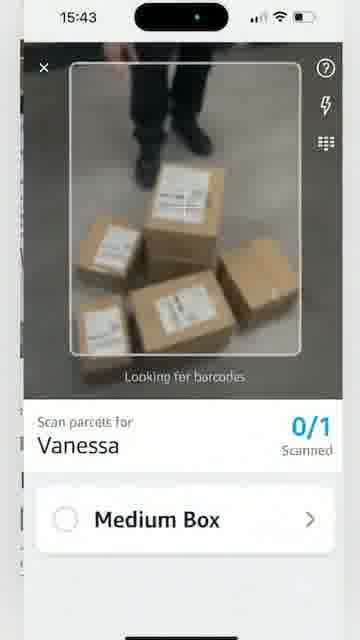 15:43
Looking for barcodes
Scan parcels for
Vanessa
0/1
Scanned
Medium Box